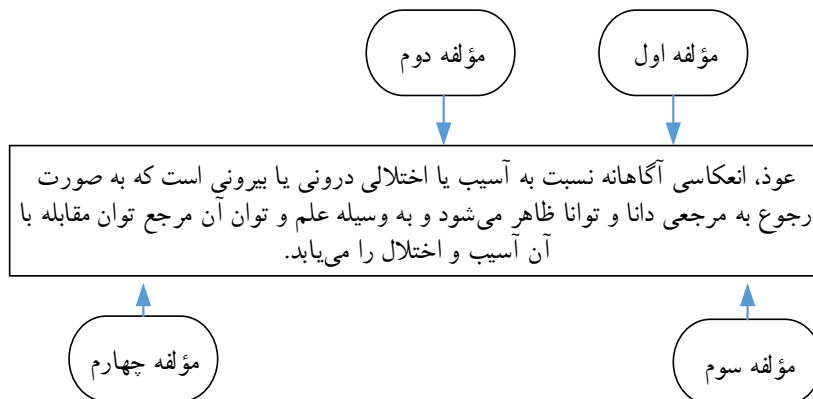 مؤلفه اول
مؤلفه دوم
عوذ، انعکاسی آگاهانه نسبت به آسیب یا اختلالی درونی یا بیرونی است که به صورت
رجوع به مرجعی دانا و توانا ظاهر می‌شود و به وسیله علم و توان آن مرجع توان مقابله با
آن آسیب و اختلال را می‌یابد.
مؤلفه سوم
مؤلفه چهارم